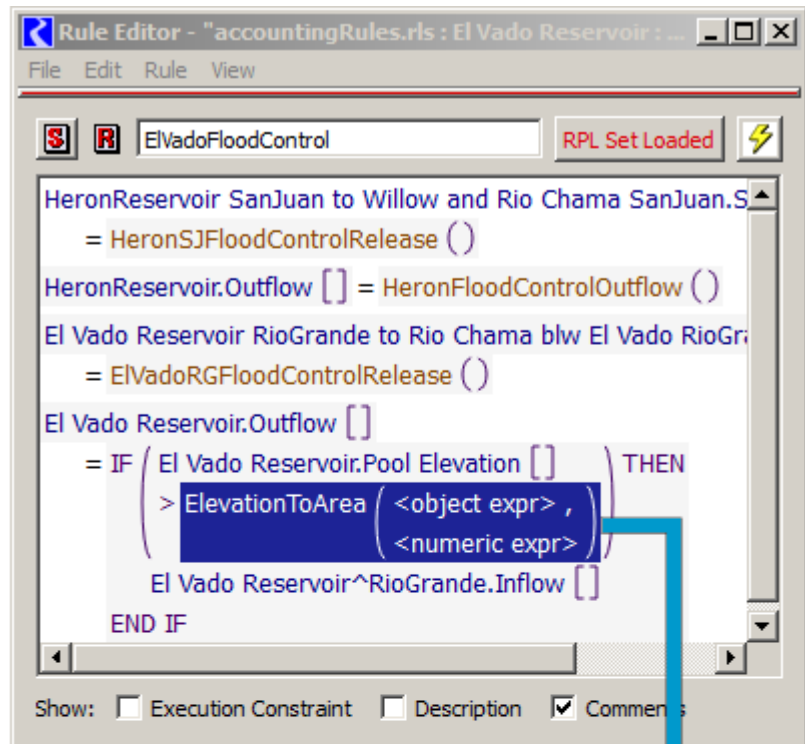 Rule Editor - "accountingRules.rls : El Vado Reservoir : ...
File Edit Rule View
S R ElVadoFloodControl RPL Set Loaded
HeronReservoir SanJuan to Willow and Rio Chama SanJuan.S
= HeronSJFloodControlRelease ()
HeronReservoir.Outflow [] = HeronFloodControlOutflow ()
El Vado Reservoir RioGrande to Rio Chama blw El Vado RioGra
= ElVadoRGFloodControlRelease ()
El Vado Reservoir.Outflow []
= IF ( El Vado Reservoir.Pool Elevation [] ) THEN
> ElevationToArea ( <object expr> ,
<numeric expr> )
El Vado Reservoir^RioGrande.Inflow []
END IF
Show: Execution Constraint Description Comments